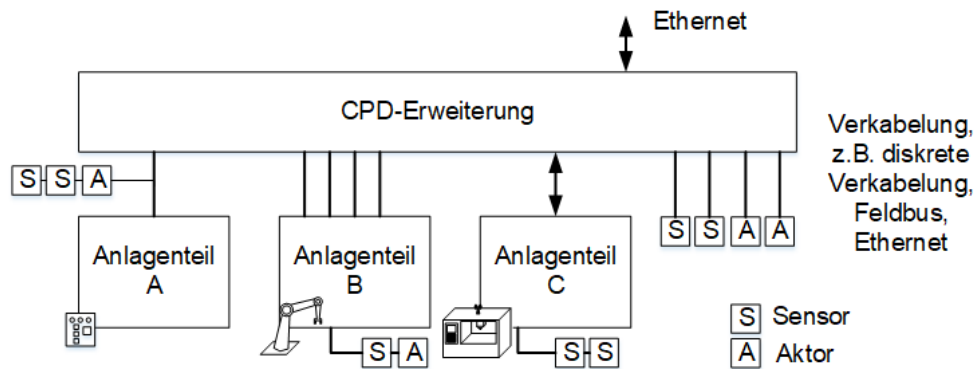 Ethernet
CPD-Erweiterung
Verkabelung,
z.B. diskrete
Verkabelung,
Feldbus,
Ethernet
S S A
S S A A
Anlagenteil
A
Anlagenteil
B
Anlagenteil
C
S A
S S
S Sensor
A Aktor